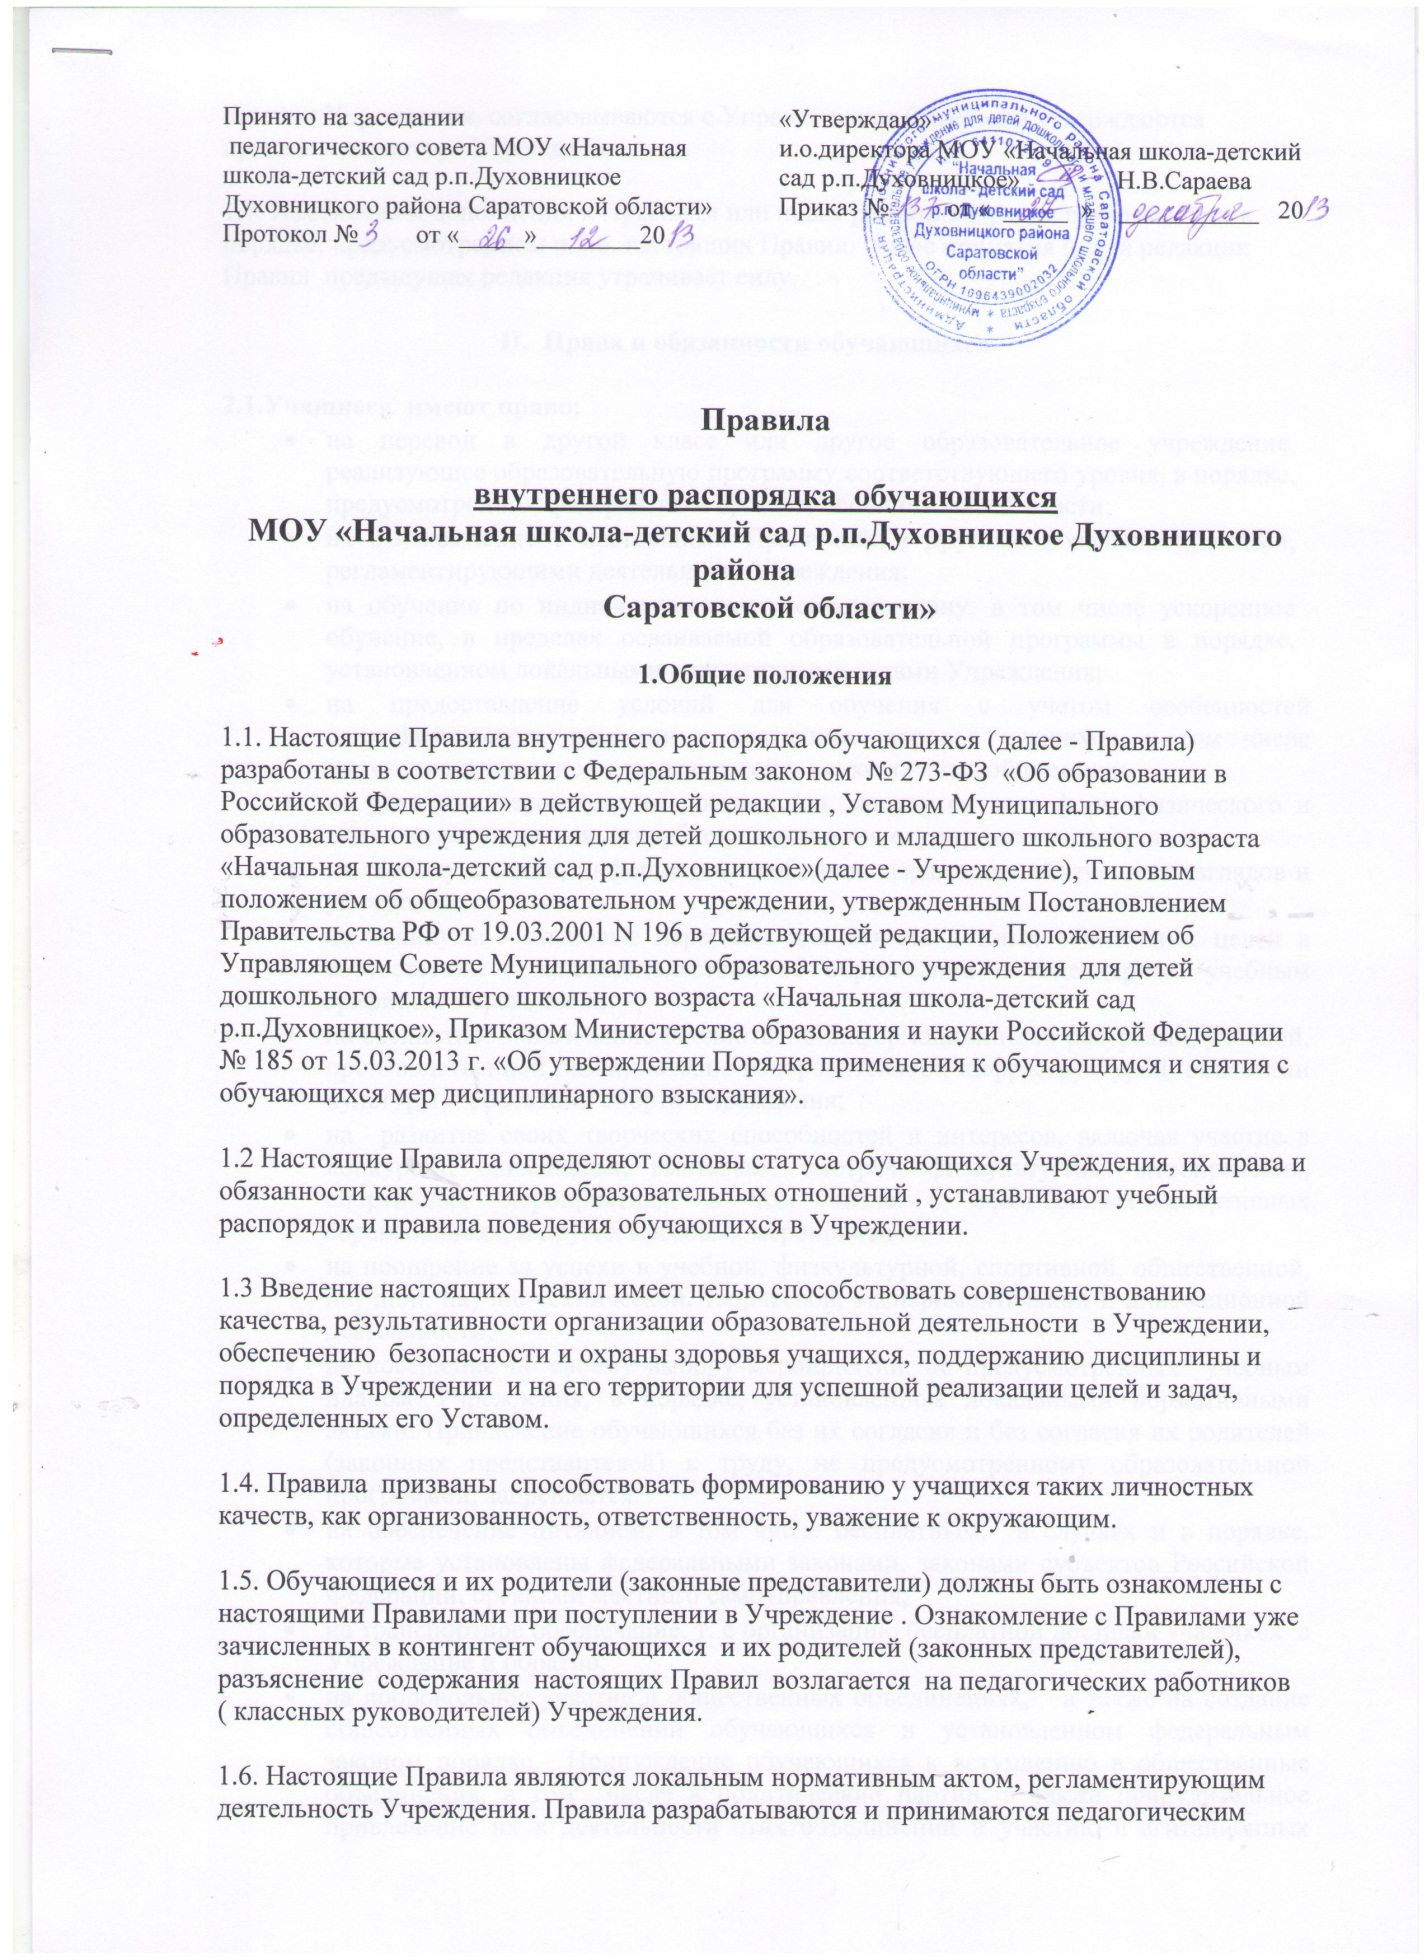 Принято на заседании
педагогического совета МОУ «Начальная
школа-детский сад р.п.Духовницкое
Духовницкого района Саратовской области»
Протокол № 3 от « 26 » 12 2013
«Утверждаю»
и.о.директора МОУ «Начальная школа-детский
сад р.п.Духовницкое» Н.В.Сараева
Приказ № 137 от « » декабря 2013
"Начальная
школа - детский сад
р.п. Духовницкое
Духовницкого района
Саратовской
области"
ОГРН 1096439002032
Правила
внутреннего распорядка обучающихся
МОУ «Начальная школа-детский сад р.п.Духовницкое Духовницкого
района
Саратовской области»
1.Общие положения
1.1. Настоящие Правила внутреннего распорядка обучающихся (далее - Правила)
разработаны в соответствии с Федеральным законом № 273-ФЗ «Об образовании в
Российской Федерации» в действующей редакции , Уставом Муниципального
образовательного учреждения для детей дошкольного и младшего школьного возраста
«Начальная школа-детский сад р.п.Духовницкое»(далее - Учреждение), Типовым
положением об общеобразовательном учреждении, утвержденным Постановлением
Правительства РФ от 19.03.2001 N 196 в действующей редакции, Положением об
Управляющем Совете Муниципального образовательного учреждения для детей
дошкольного младшего школьного возраста «Начальная школа-детский сад
р.п.Духовницкое», Приказом Министерства образования и науки Российской Федерации
№ 185 от 15.03.2013 г. «Об утверждении Порядка применения к обучающимся и снятия с
обучающихся мер дисциплинарного взыскания».
1.2 Настоящие Правила определяют основы статуса обучающихся Учреждения, их права и
обязанности как участников образовательных отношений , устанавливают учебный
распорядок и правила поведения обучающихся в Учреждении.
1.3 Введение настоящих Правил имеет целью способствовать совершенствованию
качества, результативности организации образовательной деятельности в Учреждении,
обеспечению безопасности и охраны здоровья учащихся, поддержанию дисциплины и
порядка в Учреждении и на его территории для успешной реализации целей и задач,
определенных его Уставом.
1.4. Правила призваны способствовать формированию у учащихся таких личностных
качеств, как организованность, ответственность, уважение к окружающим.
1.5. Обучающиеся и их родители (законные представители) должны быть ознакомлены с
настоящими Правилами при поступлении в Учреждение . Ознакомление с Правилами уже
зачисленных в контингент обучающихся и их родителей (законных представителей),
разъяснение содержания настоящих Правил возлагается на педагогических работников
( классных руководителей) Учреждения.
1.6. Настоящие Правила являются локальным нормативным актом, регламентирующим
деятельность Учреждения. Правила разрабатываются и принимаются педагогическим